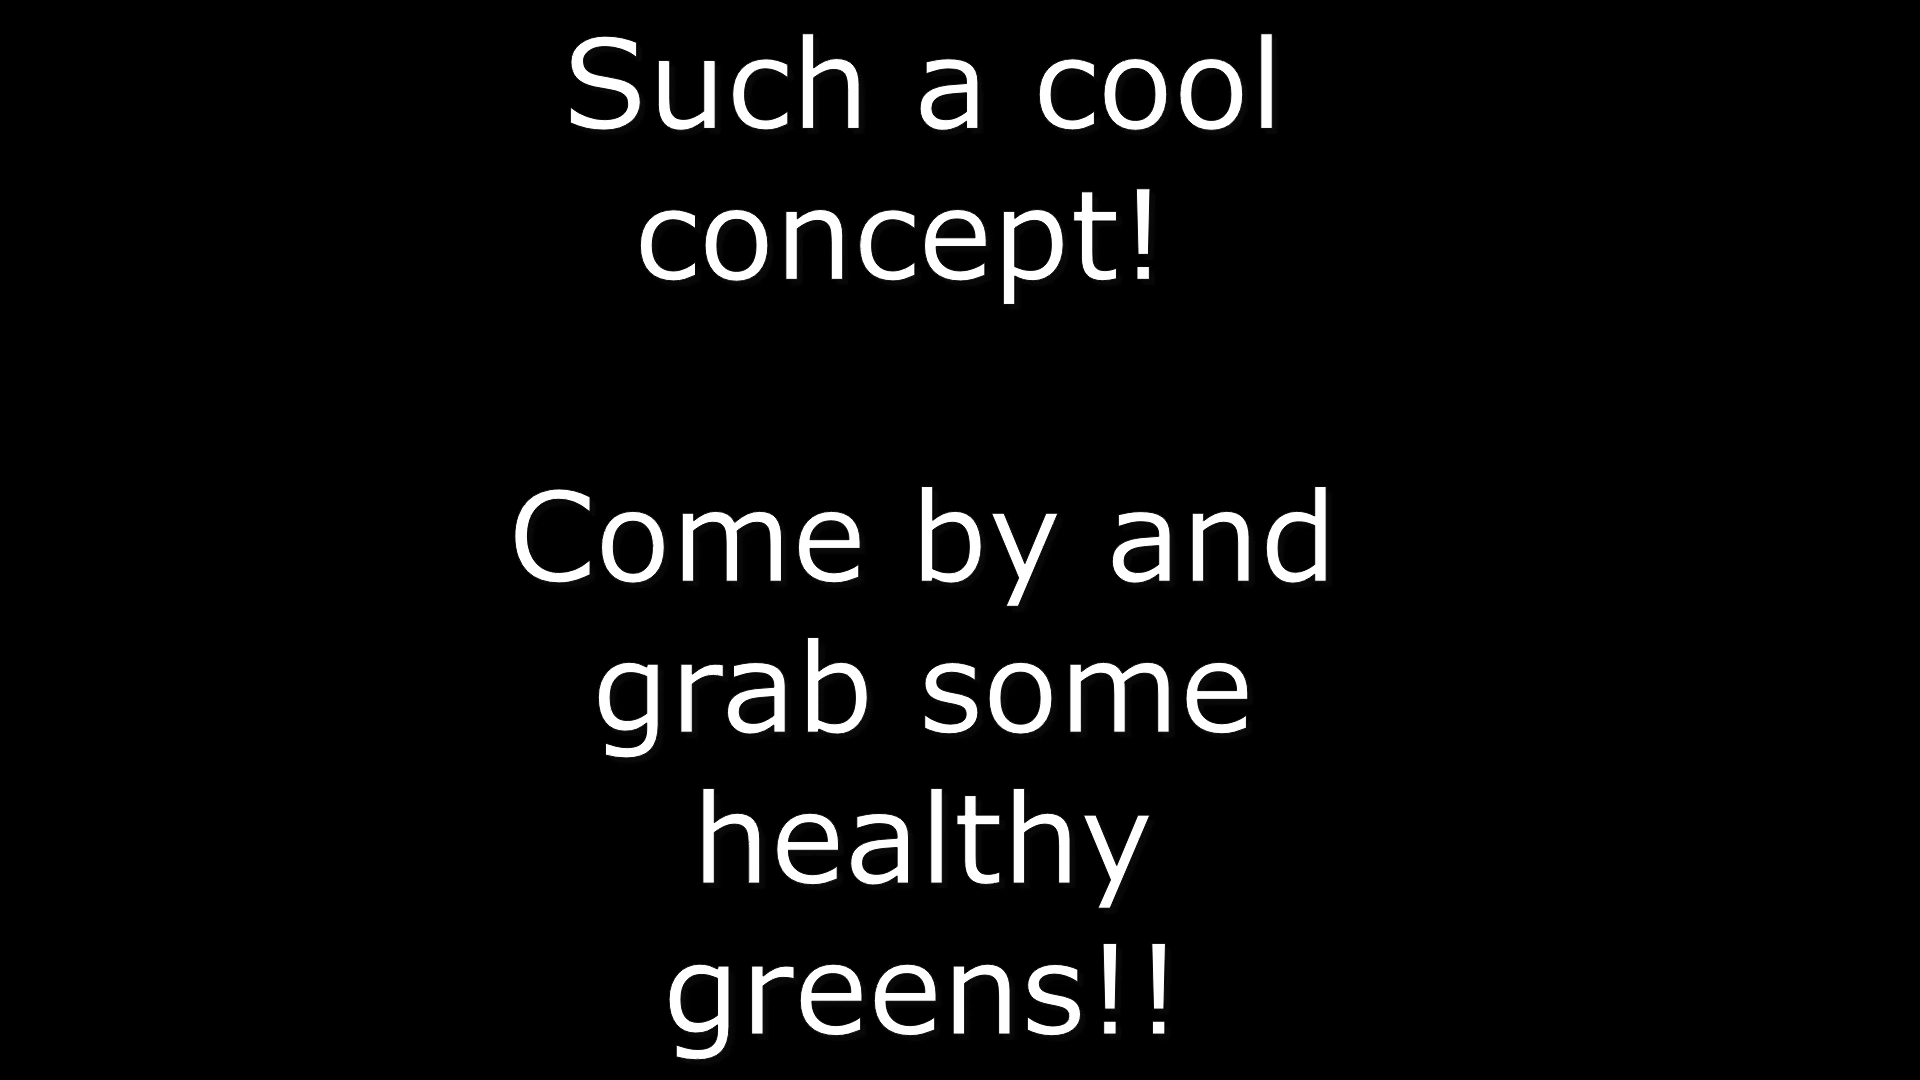 Such a cool
concept!
Come by and
grab some
healthy
greens!!